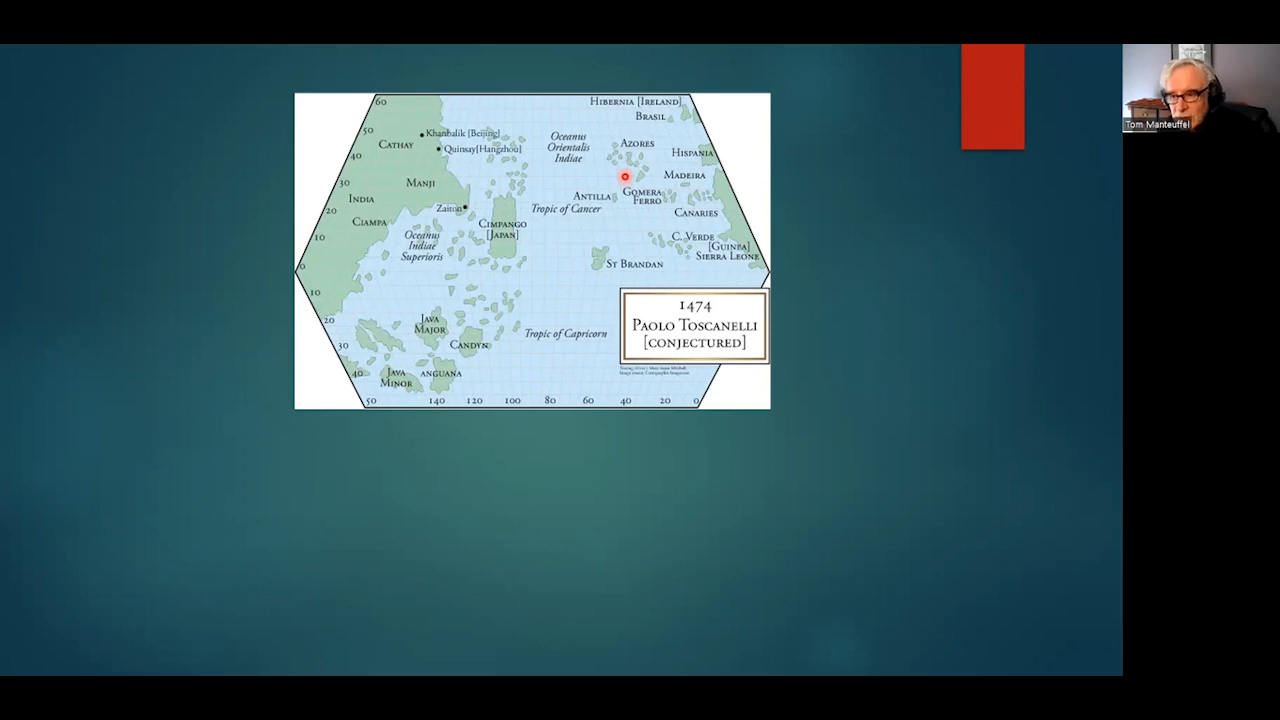 60
HIBERNIA [IRELAND]
BRASIL
50
Khanbalik [Beijing]
CATHAY
Quinsay[Hangzhou]
Oceanus
Orientalis
Indiae
AZORES
HISPANIA
40
30
MANJI
MADEIRA
INDIA
ANTILLA
GOMERA
FERRO
20
Zaiton
Tropic of Cancer
CANARIES
CIAMPA
CIMPANGO
[JAPAN]
10
Oceanus
Indiae
Superioris
C. VERDE
[GUINEA]
SIERRA LEONE
0
ST BRANDAN
10
20
JAVA
MAJOR
Tropic of Capricorn
30
CANDYN
40
JAVA
MINOR
ANGUANA
50 140 120 100 80 60 40 20 0
1474
PAOLO TOSCANELLI
[CONJECTURED]
Tom Manteuffel